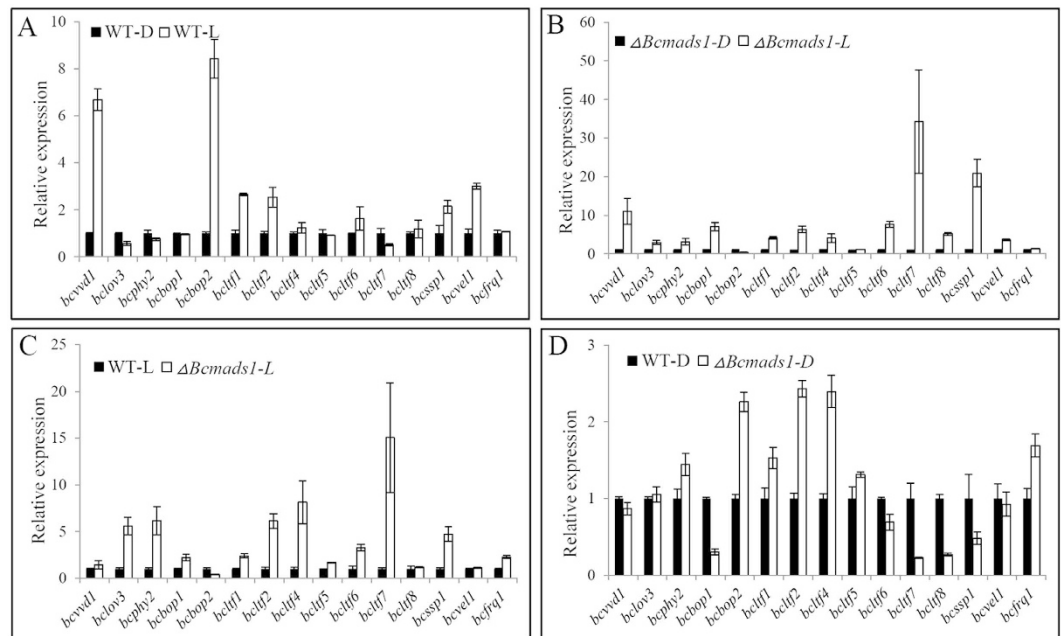 A
WT-D WT-L
Relative expression
10
8
6
4
2
0
bcvvd1 bclov3 bcphy2 bcbop1 bcbop2 bcltf1 bcltf2 bcltf4 bcltf5 bcltf6 bcltf7 bcltf8 bcssp1 bcvel1 bcfrq1
B
ΔBcmads1-D ΔBcmads1-L
Relative expression
60
50
40
30
20
10
0
bcvvd1 bclov3 bcphy2 bcbop1 bcbop2 bcltf1 bcltf2 bcltf4 bcltf5 bcltf6 bcltf7 bcltf8 bcssp1 bcvel1 bcfrq1
C
WT-L ΔBcmads1-L
Relative expression
25
20
15
10
5
0
bcvvd1 bclov3 bcphy2 bcbop1 bcbop2 bcltf1 bcltf2 bcltf4 bcltf5 bcltf6 bcltf7 bcltf8 bcssp1 bcvel1 bcfrq1
D
WT-D ΔBcmads1-D
Relative expression
3
2
1
0
bcvvd1 bclov3 bcphy2 bcbop1 bcbop2 bcltf1 bcltf2 bcltf4 bcltf5 bcltf6 bcltf7 bcltf8 bcssp1 bcvel1 bcfrq1